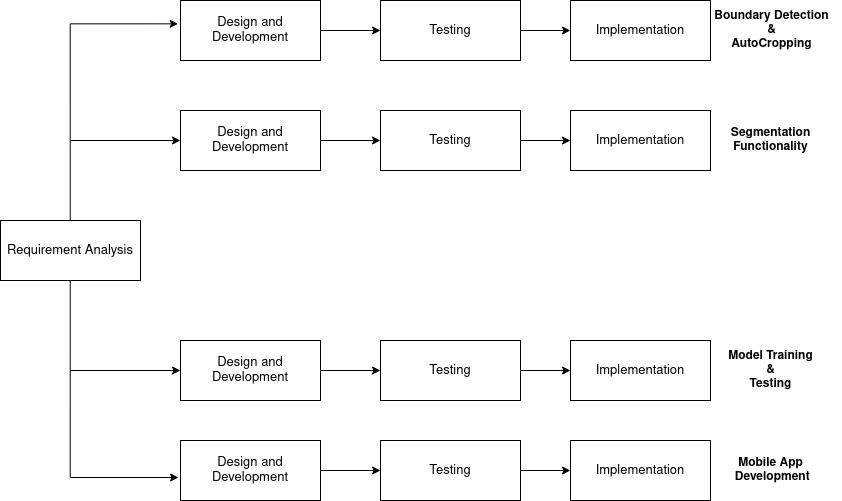 Design and
Development
Testing
Implementation
Boundary Detection
&
AutoCropping
Design and
Development
Testing
Implementation
Segmentation
Functionality
Requirement Analysis
Design and
Development
Testing
Implementation
Model Training
&
Testing
Design and
Development
Testing
Implementation
Mobile App
Development